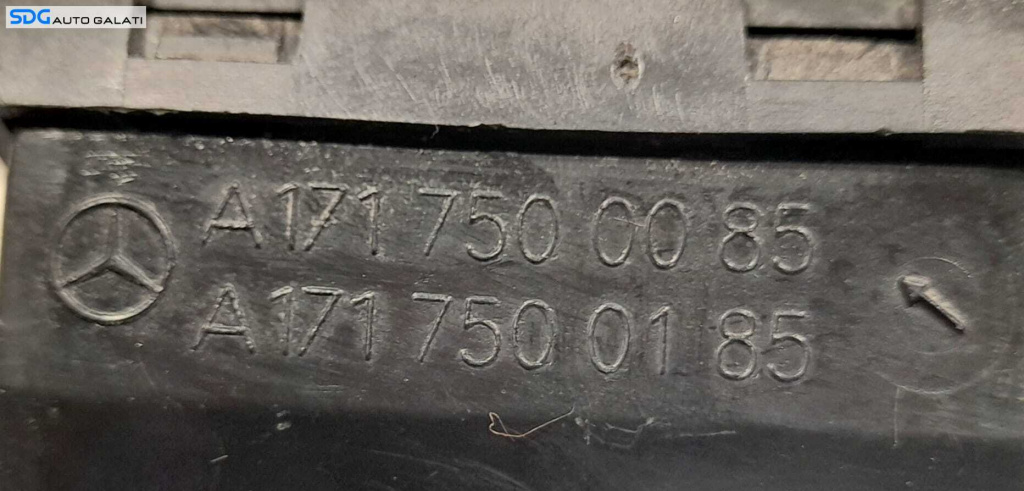 SDG AUTO GALATI
A 171 750 00 85
A 171 750 01 85